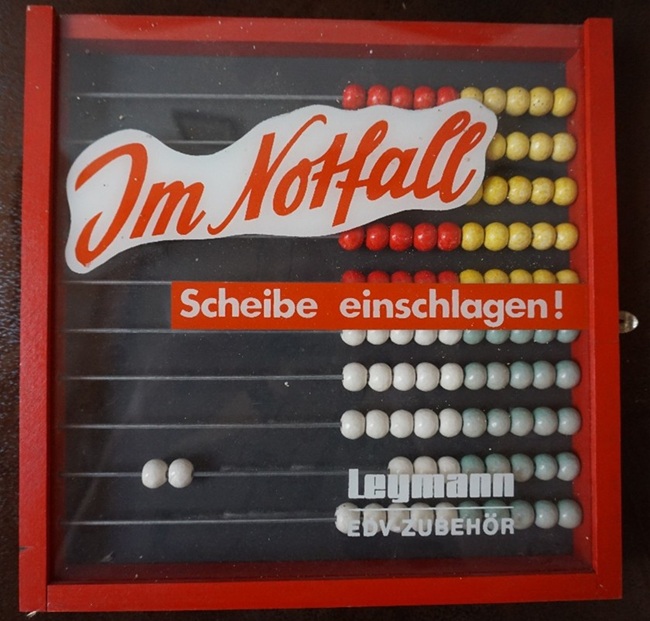 Im Notfall
Scheibe einschlagen!
Leymann
EDV-ZUBEHÖR